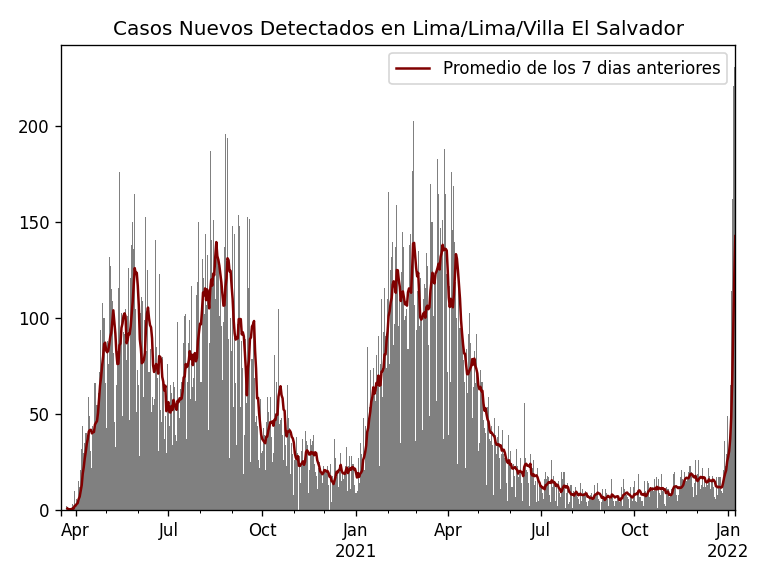 Casos Nuevos Detectados en Lima/Lima/Villa El Salvador
Promedio de los 7 dias anteriores
200
150
100
50
0
Apr Jul Oct Jan Apr Jul Oct Jan
2021 2022